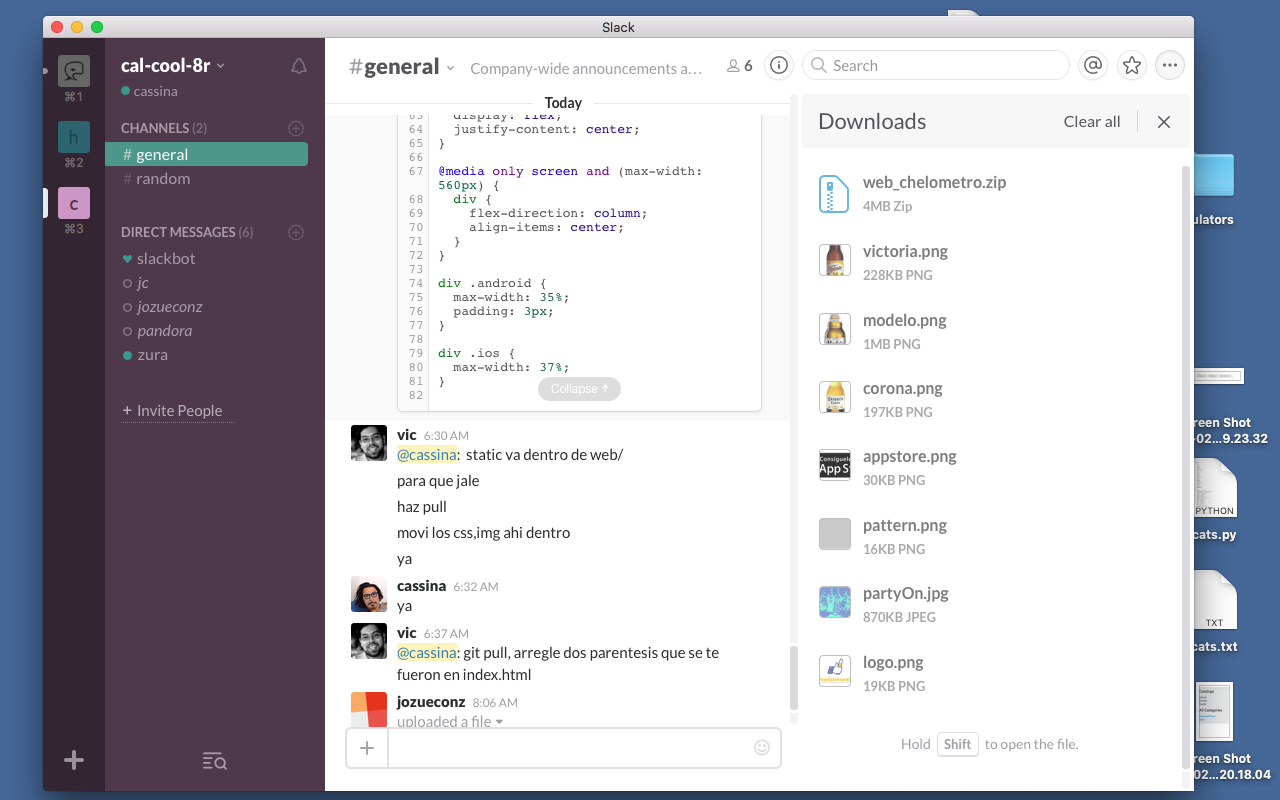 Slack
⌘1
h
⌘2
c
⌘3
cal-cool-8r
cassina
CHANNELS (2)
# general
# random
DIRECT MESSAGES (6)
slackbot
jc
jozueconz
pandora
zura
+ Invite People
#general
Company-wide announcements a…
6
Search
Today
63 display: flex;
64 justify-content: center;
65 }
66
67 @media only screen and (max-width:
560px) {
68 div {
69 flex-direction: column;
70 align-items: center;
71 }
72 }
73
74 div .android {
75 max-width: 35%;
76 padding: 3px;
77 }
78
79 div .ios {
80 max-width: 37%;
81 }
82
Collapse ↑
vic 6:30 AM
@cassina: static va dentro de web/
para que jale
haz pull
movi los css,img ahi dentro
ya
cassina 6:32 AM
ya
vic 6:37 AM
@cassina: git pull, arregle dos parentesis que se te
fueron en index.html
jozueconz 8:06 AM
uploaded a file
Downloads
Clear all
web_chelometro.zip
4MB Zip
victoria.png
228KB PNG
modelo.png
1MB PNG
corona.png
197KB PNG
Consiguelo
App S
appstore.png
30KB PNG
pattern.png
16KB PNG
partyOn.jpg
870KB JPEG
logo.png
19KB PNG
Hold Shift to open the file.
ulators
reen Shot
02...9.23.32
PYTHON
cats.py
TXT
cats.txt
reen Shot
02...20.18.04